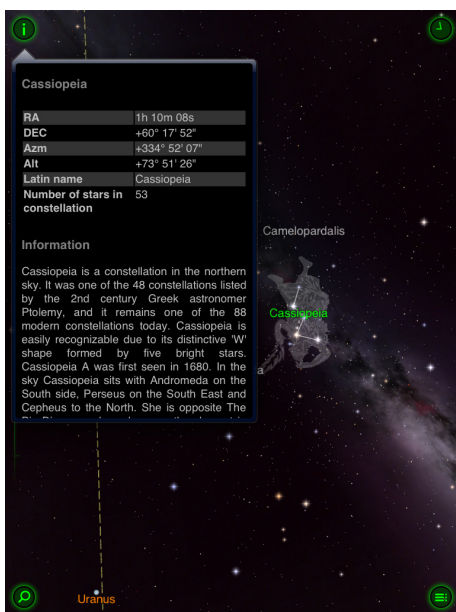 Cassiopeia
RA 1h 10m 08s
DEC +60° 17' 52"
Azm +334° 52' 07"
Alt +73° 51' 26"
Latin name Cassiopeia
Number of stars in 53
constellation
Information
Cassiopeia is a constellation in the northern
sky. It was one of the 48 constellations listed
by the 2nd century Greek astronomer
Ptolemy, and it remains one of the 88
modern constellations today. Cassiopeia is
easily recognizable due to its distinctive 'W'
shape formed by five bright stars.
Cassiopeia A was first seen in 1680. In the
sky Cassiopeia sits with Andromeda on the
South side, Perseus on the South East and
Cepheus to the North. She is opposite The
Camelopardalis
Cassiopeia
a
Uranus